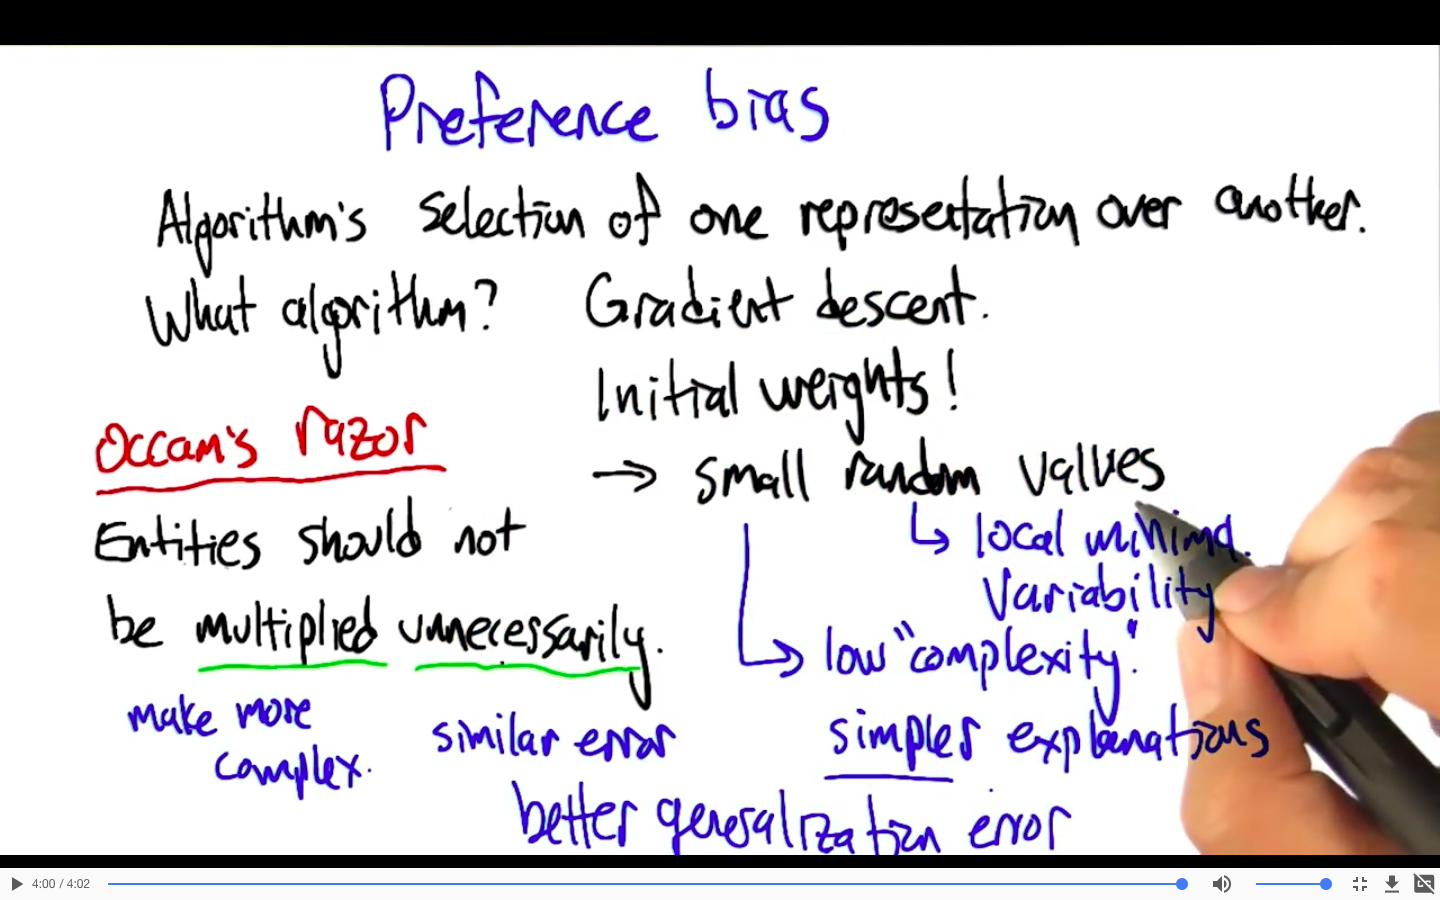 Preference bias
Algorithm's selection of one representation over another.
What algorithm? Gradient descent.
Initial weights!
→ small random values
↳ local minima.
variability
↳ low "complexity".
simpler explanations
better generalization error
Occam's razor
Entities should not
be multiplied unnecessarily.
make more
complex.
similar error
4:00 / 4:02